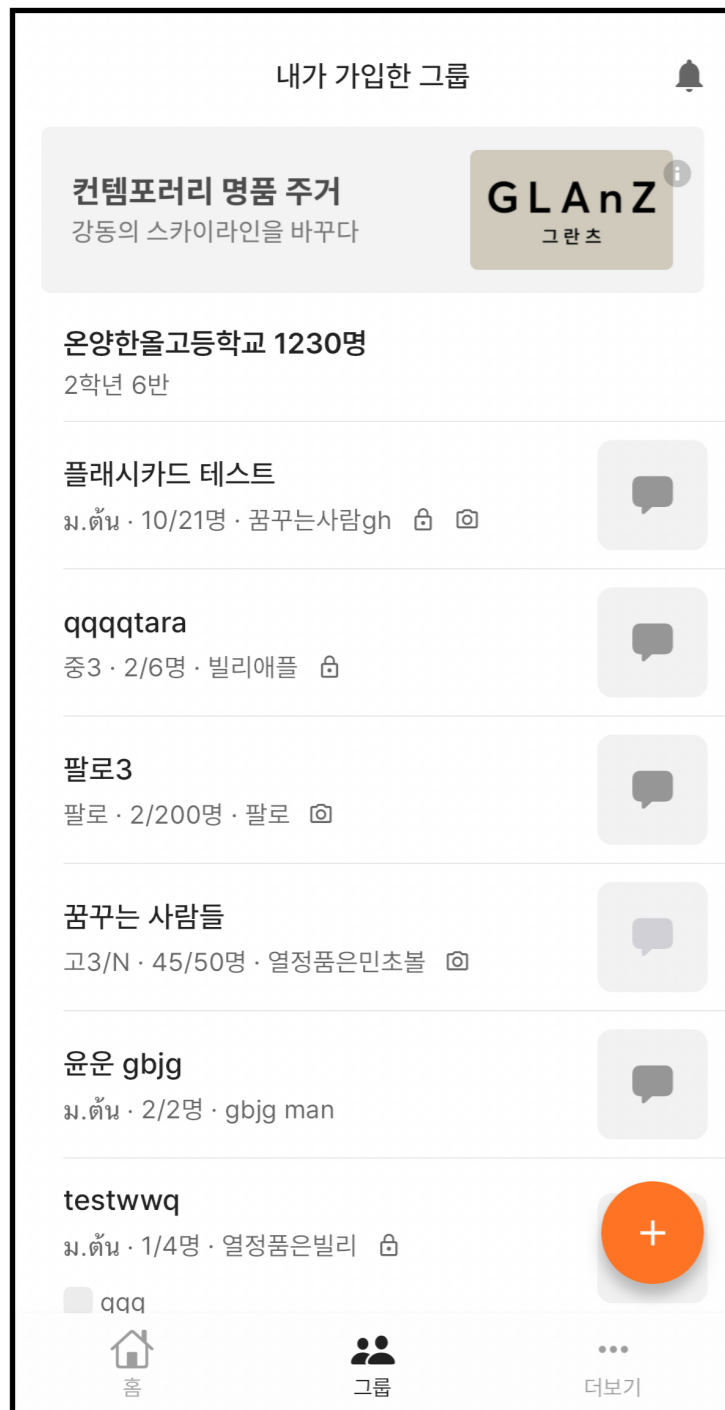 내가 가입한 그룹
컨템포러리 명품 주거
강동의 스카이라인을 바꾸다
GLAnZ
그란츠
온양한올고등학교 1230명
2학년 6반
플래시카드 테스트
ม.ต้น · 10/21명 · 꿈꾸는사람gh
qqqqtara
중3 · 2/6명 · 빌리애플
팔로3
팔로 · 2/200명 · 팔로
꿈꾸는 사람들
고3/N · 45/50명 · 열정품은민초볼
윤운 gbjg
ม.ต้น · 2/2명 · gbjg man
testwwq
ม.ต้น · 1/4명 · 열정품은빌리
qqq
홈
그룹
더보기